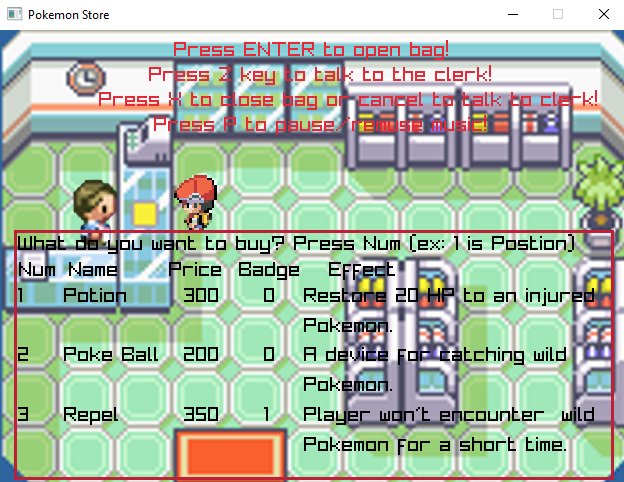 Pokemon Store
Press ENTER to open bag!
Press Z key to talk to the clerk!
Press X to close bag or cancel to talk to clerk!
Press P to pause/remuse music!
What do you want to buy? Press Num (ex: 1 is Postion)
Num Name Price Badge Effect
1 Potion 300 0 Restore 20 HP to an injured
Pokemon.
2 Poke Ball 200 0 A device for catching wild
Pokemon.
3 Repel 350 1 Player won't encounter wild
Pokemon for a short time.